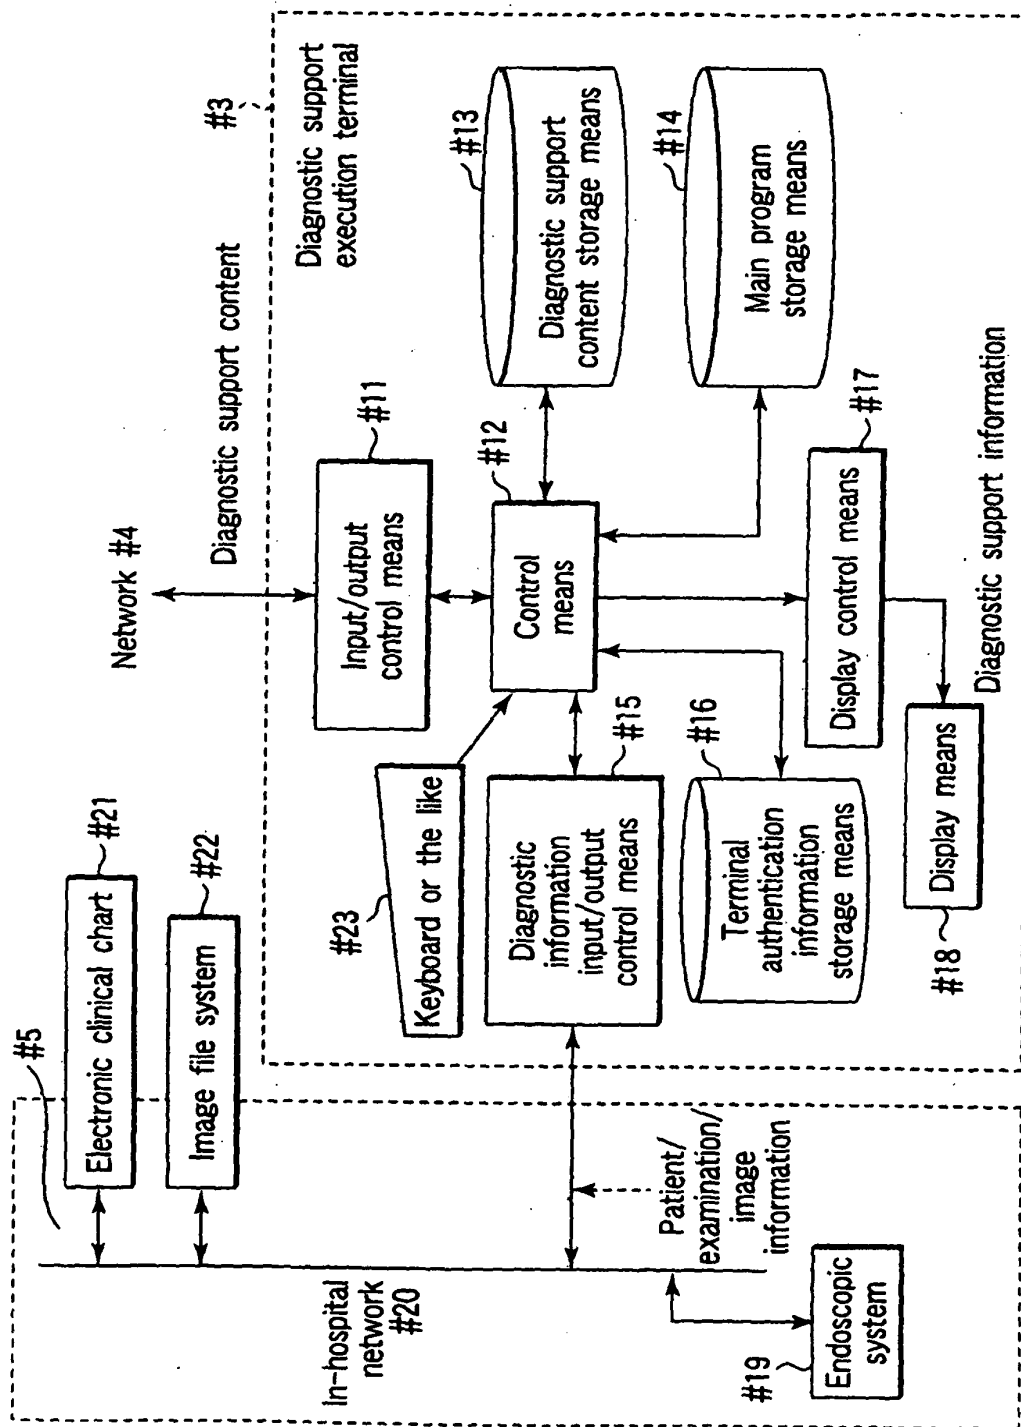 Network #4
Diagnostic support content
#3
Diagnostic support
execution terminal
#5
Electronic clinical chart
#21
Image file system
#22
Input/output
control means
#11
Keyboard or the like
#23
Control
means
#12
Diagnostic support
content storage means
#13
Diagnostic
information
input/output
control means
#15
Main program
storage means
#14
Terminal
authentication
information
storage means
#16
Display control means
#17
Display means
#18
Diagnostic support information
In-hospital
network
#20
Patient/
examination/
image
information
Endoscopic
system
#19